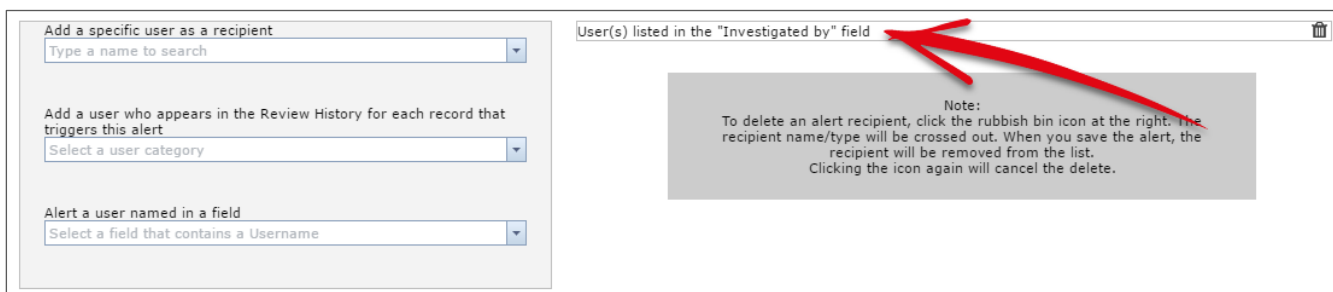 Add a specific user as a recipient
Type a name to search
Add a user who appears in the Review History for each record that
triggers this alert
Select a user category
Alert a user named in a field
Select a field that contains a Username
User(s) listed in the "Investigated by" field
Note:
To delete an alert recipient, click the rubbish bin icon at the right. The
recipient name/type will be crossed out. When you save the alert, the
recipient will be removed from the list.
Clicking the icon again will cancel the delete.